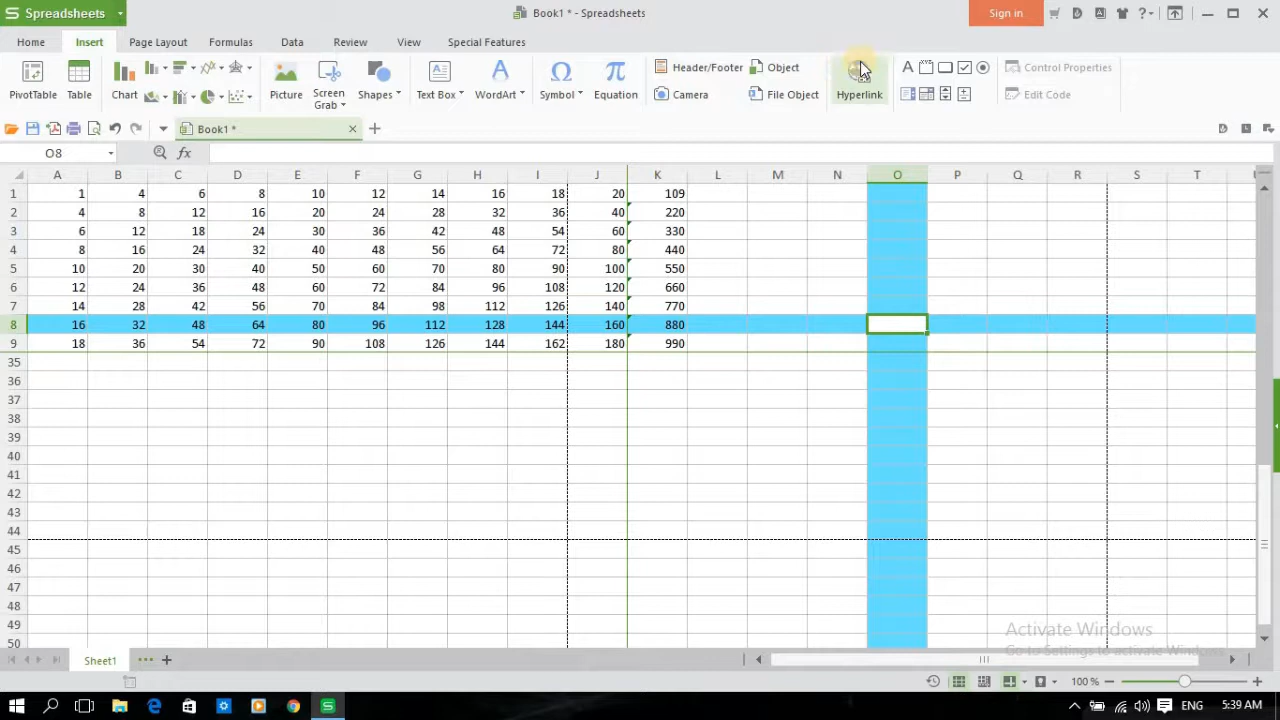 Spreadsheets
Book1 * - Spreadsheets
Sign in
Home Insert Page Layout Formulas Data Review View Special Features
PivotTable Table Chart Picture Screen Grab Shapes Text Box WordArt Symbol Equation Header/Footer Camera Object File Object Hyperlink Control Properties Edit Code
Book1 *
O8 fx
A B C D E F G H I J K L M N O P Q R S T
1 1 4 6 8 10 12 14 16 18 20 109
2 4 8 12 16 20 24 28 32 36 40 220
3 6 12 18 24 30 36 42 48 54 60 330
4 8 16 24 32 40 48 56 64 72 80 440
5 10 20 30 40 50 60 70 80 90 100 550
6 12 24 36 48 60 72 84 96 108 120 660
7 14 28 42 56 70 84 98 112 126 140 770
8 16 32 48 64 80 96 112 128 144 160 880
9 18 36 54 72 90 108 126 144 162 180 990
35
36
37
38
39
40
41
42
43
44
45
46
47
48
49
50
Activate Windows
Go to Settings to activate Windows.
Sheet1
100 %
5:39 AM